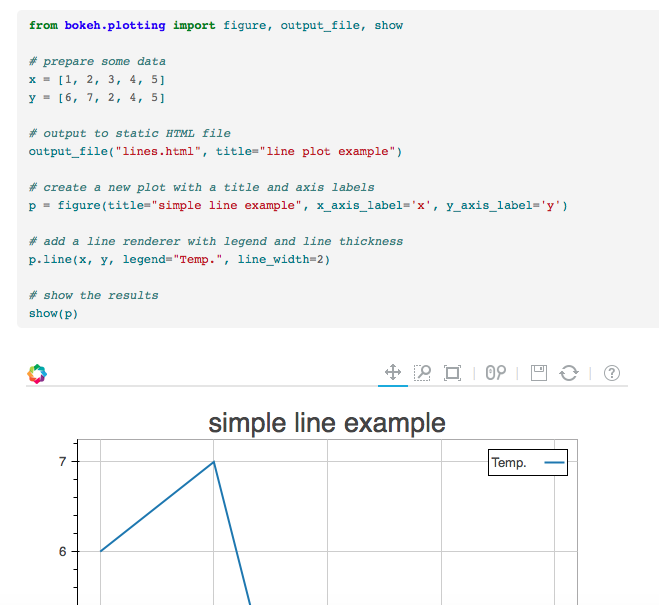 from bokeh.plotting import figure, output_file, show
# prepare some data
x = [1, 2, 3, 4, 5]
y = [6, 7, 2, 4, 5]
# output to static HTML file
output_file("lines.html", title="line plot example")
# create a new plot with a title and axis labels
p = figure(title="simple line example", x_axis_label='x', y_axis_label='y')
# add a line renderer with legend and line thickness
p.line(x, y, legend="Temp.", line_width=2)
# show the results
show(p)
?
simple line example
7
Temp.
6